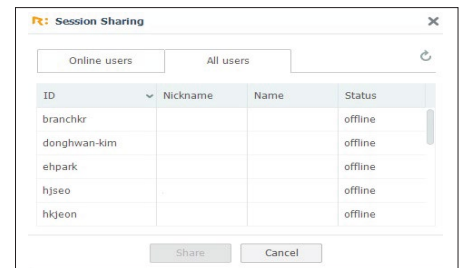 Session Sharing
Online users All users
ID Nickname Name Status
branchkr offline
donghwan-kim offline
ehpark offline
hjseo offline
hkjeon offline
Share Cancel